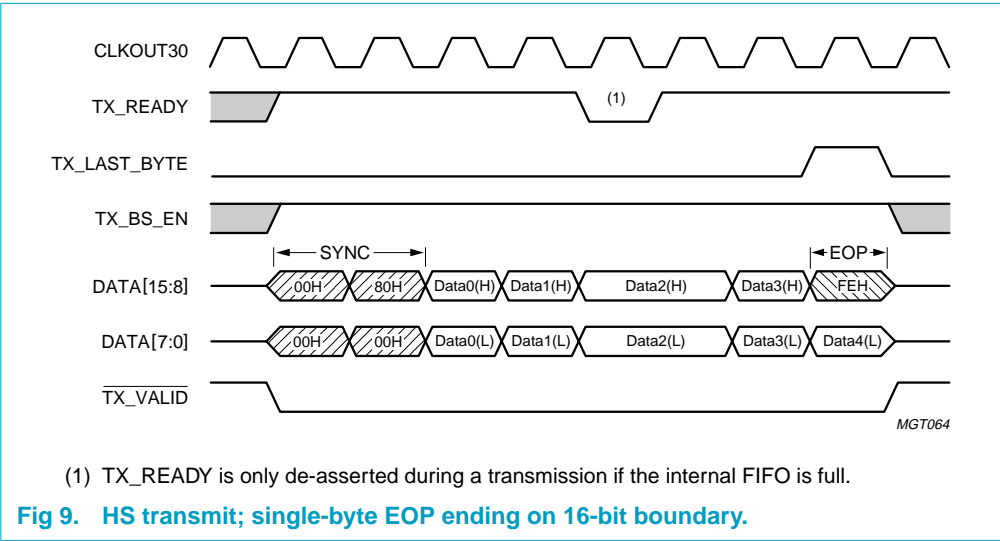 CLKOUT30
TX_READY
(1)
TX_LAST_BYTE
TX_BS_EN
SYNC
EOP
DATA[15:8]
00H 80H Data0(H) Data1(H) Data2(H) Data3(H) FEH
DATA[7:0]
00H 00H Data0(L) Data1(L) Data2(L) Data3(L) Data4(L)
TX_VALID
MGT064
(1) TX_READY is only de-asserted during a transmission if the internal FIFO is full.
Fig 9. HS transmit; single-byte EOP ending on 16-bit boundary.